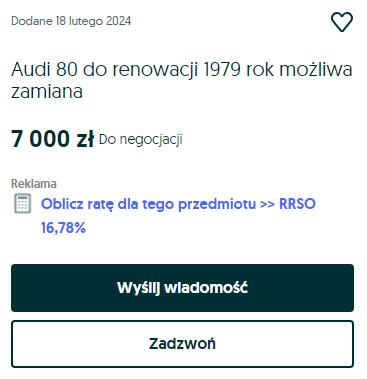 Dodane 18 lutego 2024
Audi 80 do renowacji 1979 rok możliwa
zamiana
7 000 zł Do negocjacji
Reklama
Oblicz ratę dla tego przedmiotu >> RRSO
16,78%
Wyślij wiadomość
Zadzwoń